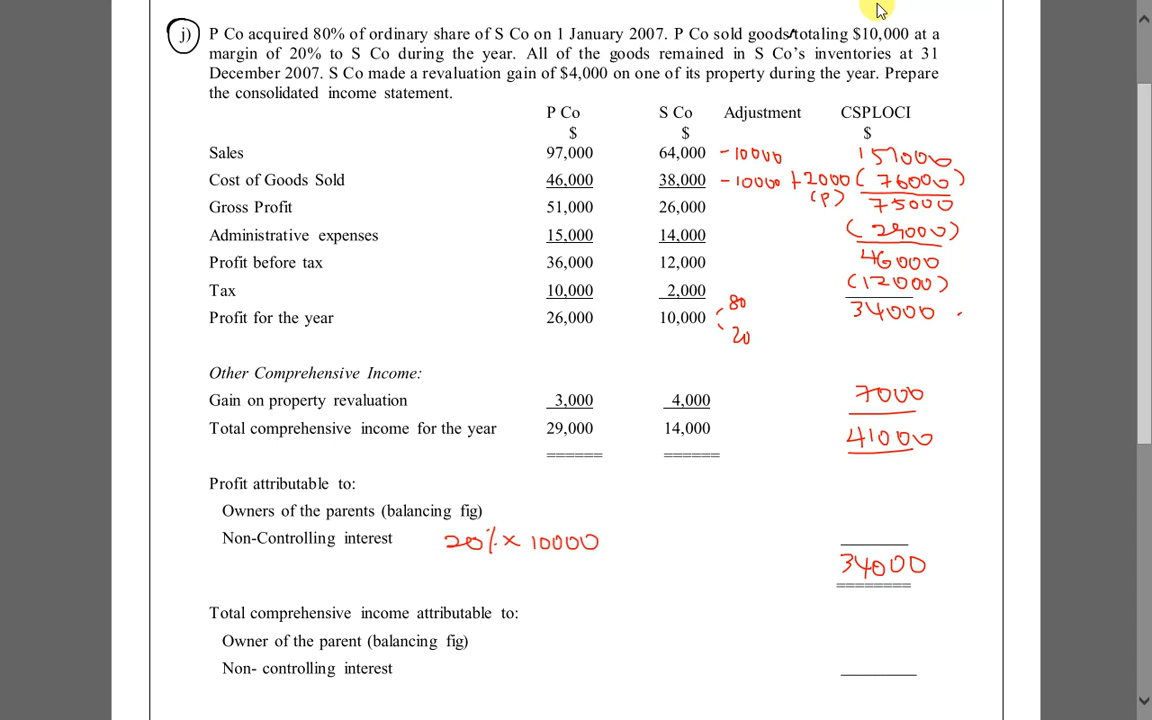 j) P Co acquired 80% of ordinary share of S Co on 1 January 2007. P Co sold goods totaling $10,000 at a
margin of 20% to S Co during the year. All of the goods remained in S Co's inventories at 31
December 2007. S Co made a revaluation gain of $4,000 on one of its property during the year. Prepare
the consolidated income statement.
P Co S Co Adjustment CSPLOCI
$ $ $
Sales 97,000 64,000 -10000 151000
Cost of Goods Sold 46,000 38,000 -10000 +2000 (76000)
(P)
Gross Profit 51,000 26,000 75000
Administrative expenses 15,000 14,000 (29000)
Profit before tax 36,000 12,000 46000
Tax 10,000 2,000 (12000)
80
Profit for the year 26,000 10,000 34000
20
Other Comprehensive Income:
Gain on property revaluation 3,000 4,000 7000
Total comprehensive income for the year 29,000 14,000 41000
====== ======
Profit attributable to:
Owners of the parents (balancing fig)
Non-Controlling interest 20% x 10000
34000
========
Total comprehensive income attributable to:
Owner of the parent (balancing fig)
Non- controlling interest